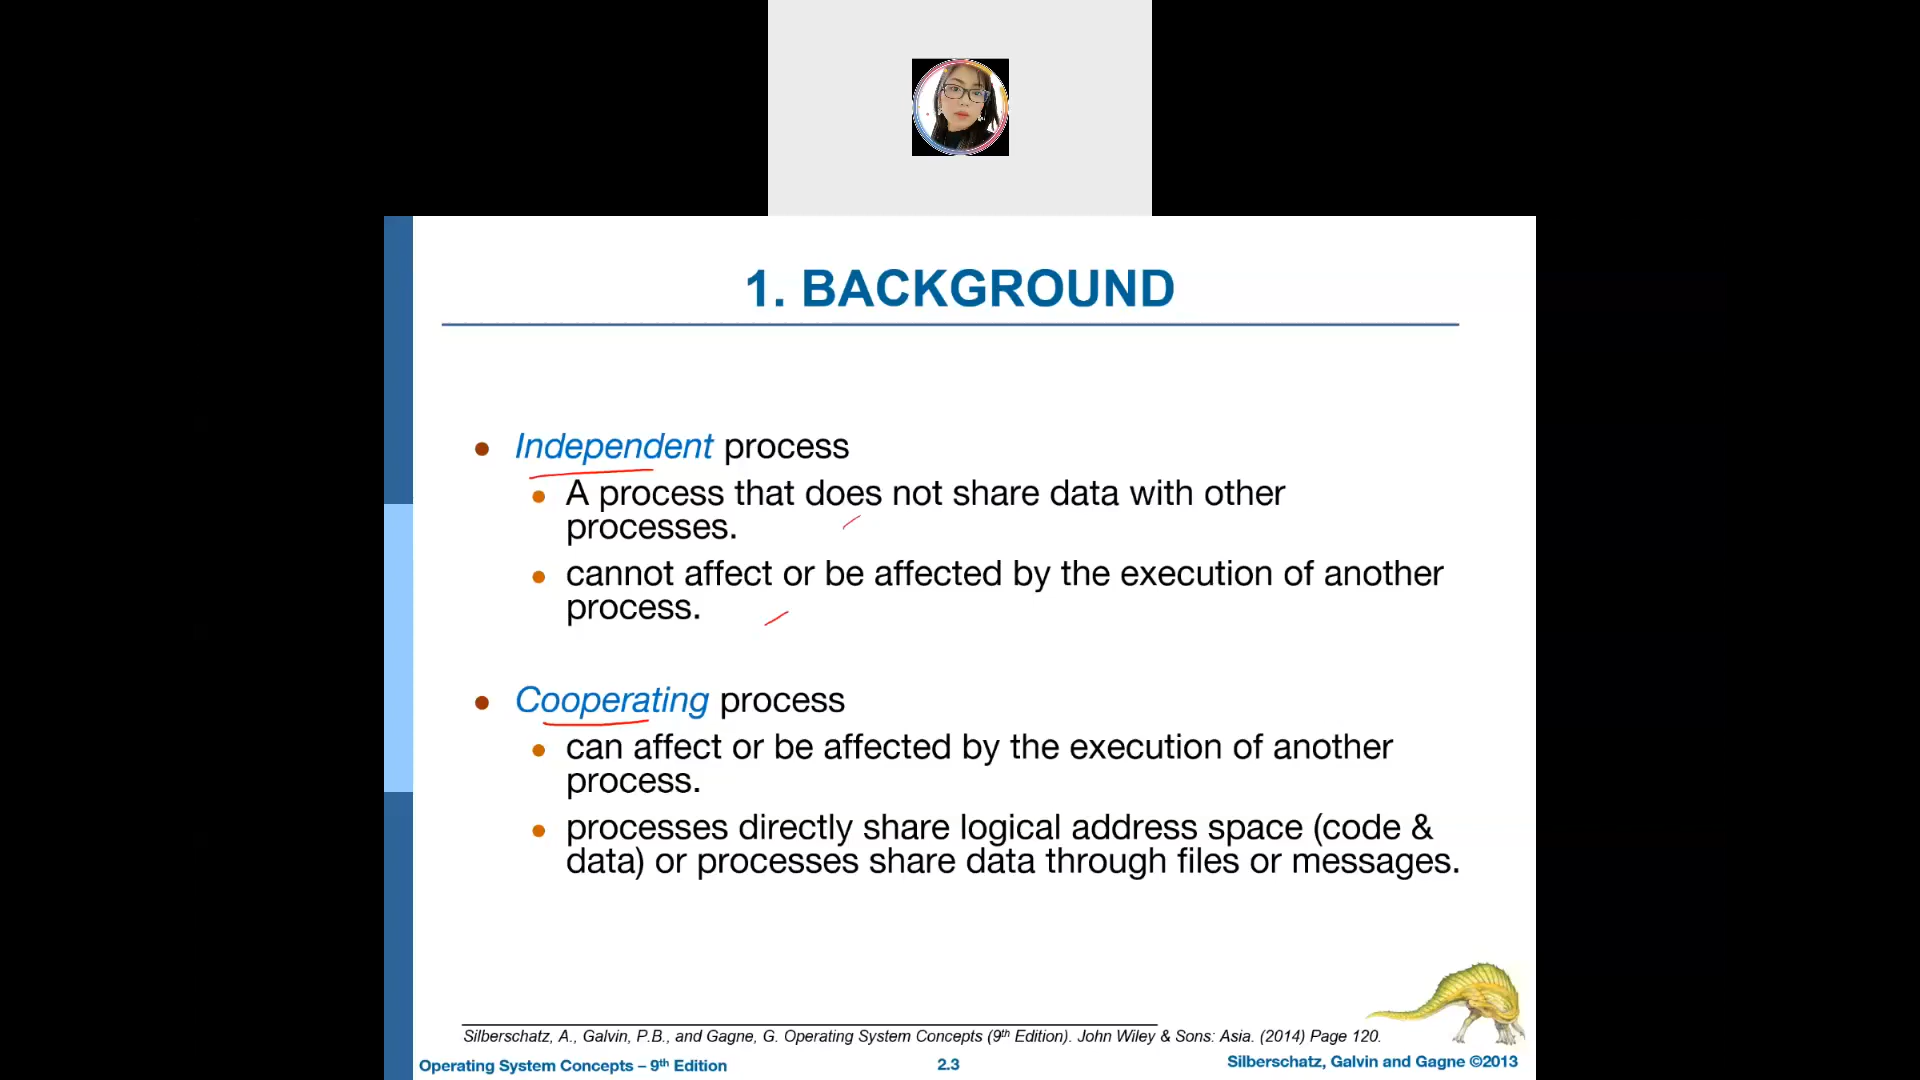 1. BACKGROUND
Independent process
A process that does not share data with other
processes.
cannot affect or be affected by the execution of another
process.
Cooperating process
can affect or be affected by the execution of another
process.
processes directly share logical address space (code &
data) or processes share data through files or messages.
Silberschatz, A., Galvin, P.B., and Gagne, G. Operating System Concepts (9th Edition). John Wiley & Sons: Asia. (2014) Page 120.
Operating System Concepts – 9th Edition
2.3
Silberschatz, Galvin and Gagne ©2013